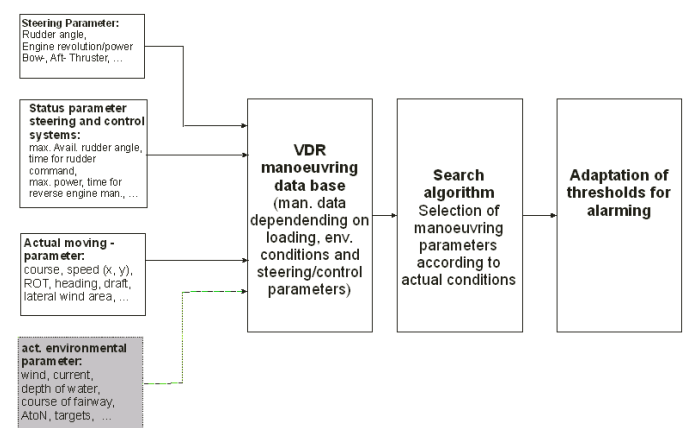 Steering Parameter:
Rudder angle,
Engine revolution/power
Bow-, Aft- Thruster, ...
Status parameter
steering and control
systems:
max. Avail. rudder angle,
time for rudder
command,
max. power, time for
reverse engine man., ...
Actual moving -
parameter:
course, speed (x, y),
ROT, heading, draft,
lateral wind area, ...
act. environmental
parameter:
wind, current,
depth of water,
course of fairway,
AtoN, targets, ...
VDR
manoeuvring
data base
(man. data
dependending on
loading, env.
conditions and
steering/control
parameters)
Search
algorithm
Selection of
manoeuvring
parameters
according to
actual conditions
Adaptation of
thresholds for
alarming